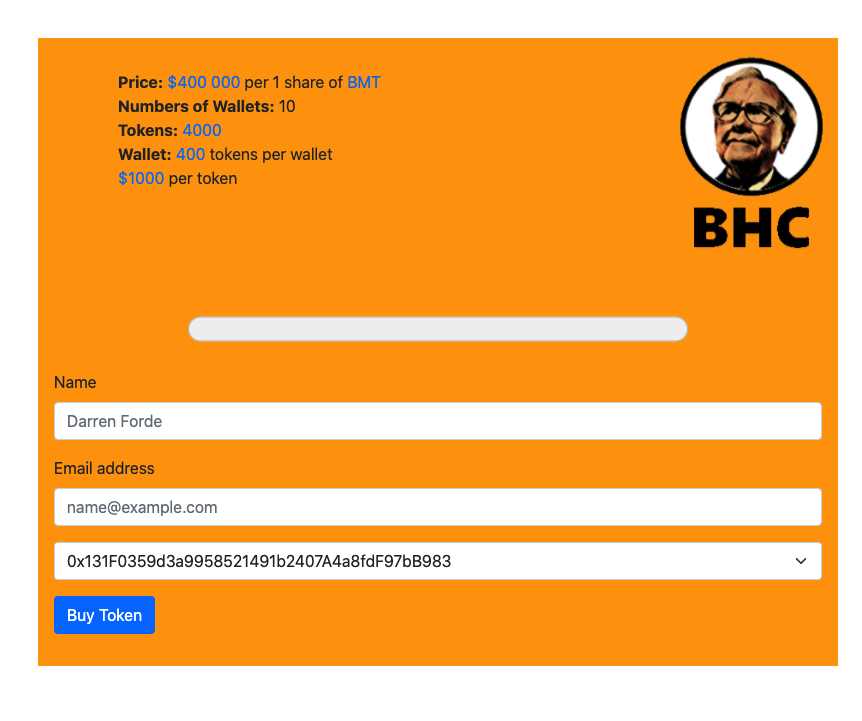 Price: $400 000 per 1 share of BMT
Numbers of Wallets: 10
Tokens: 4000
Wallet: 400 tokens per wallet
$1000 per token
BHC
Name
Darren Forde
Email address
name@example.com
0x131F0359d3a9958521491b2407A4a8fdF97bB983
Buy Token